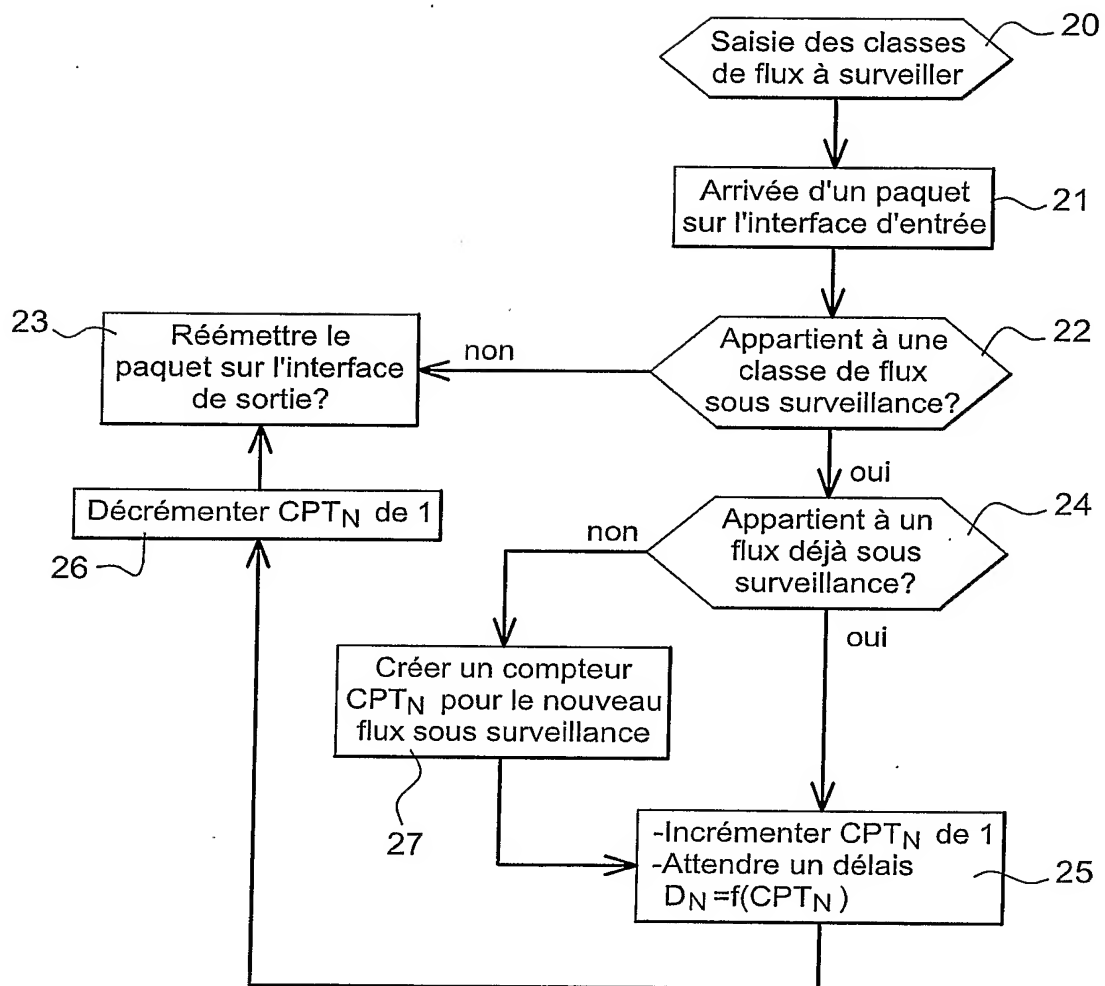 Saisie des classes
de flux à surveiller
20
Arrivée d'un paquet
sur l'interface d'entrée
21
23
Réémettre le
paquet sur l'interface
de sortie?
non
Appartient à une
classe de flux
sous surveillance?
22
oui
Décrémenter CPTN de 1
26
non
Appartient à un
flux déjà sous
surveillance?
24
oui
Créer un compteur
CPTN pour le nouveau
flux sous surveillance
27
-Incrémenter CPTN de 1
-Attendre un délais
DN =f(CPTN)
25